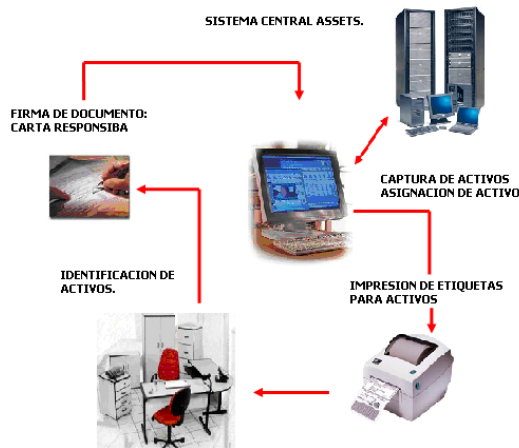 SISTEMA CENTRAL ASSETS.
FIRMA DE DOCUMENTO:
CARTA RESPONSIBA
CAPTURA DE ACTIVOS
ASIGNACION DE ACTIVO
IDENTIFICACION DE
ACTIVOS.
IMPRESION DE ETIQUETAS
PARA ACTIVOS